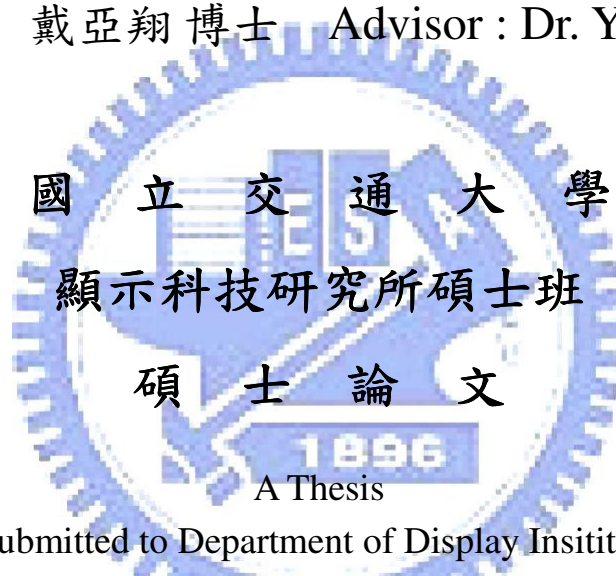 戴亞翔 博士 Advisor : Dr. Y
國 立 交 通 大 學
顯示科技研究所碩士班
碩 士 論 文
1896
A Thesis
ubmitted to Department of Display Insitit